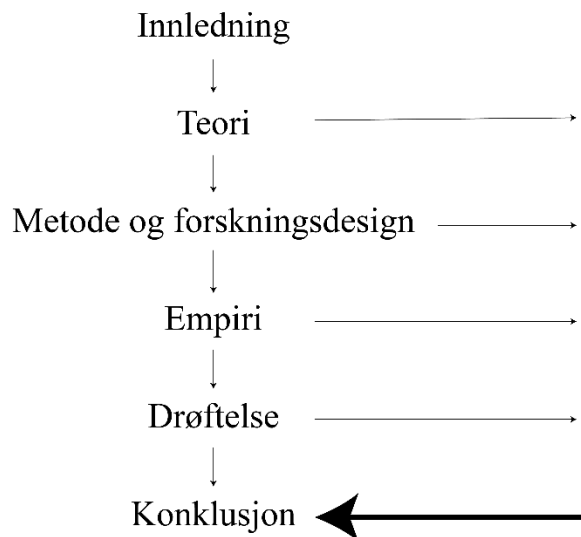 Innledning
Teori
Metode og forskningsdesign
Empiri
Drøftelse
Konklusjon